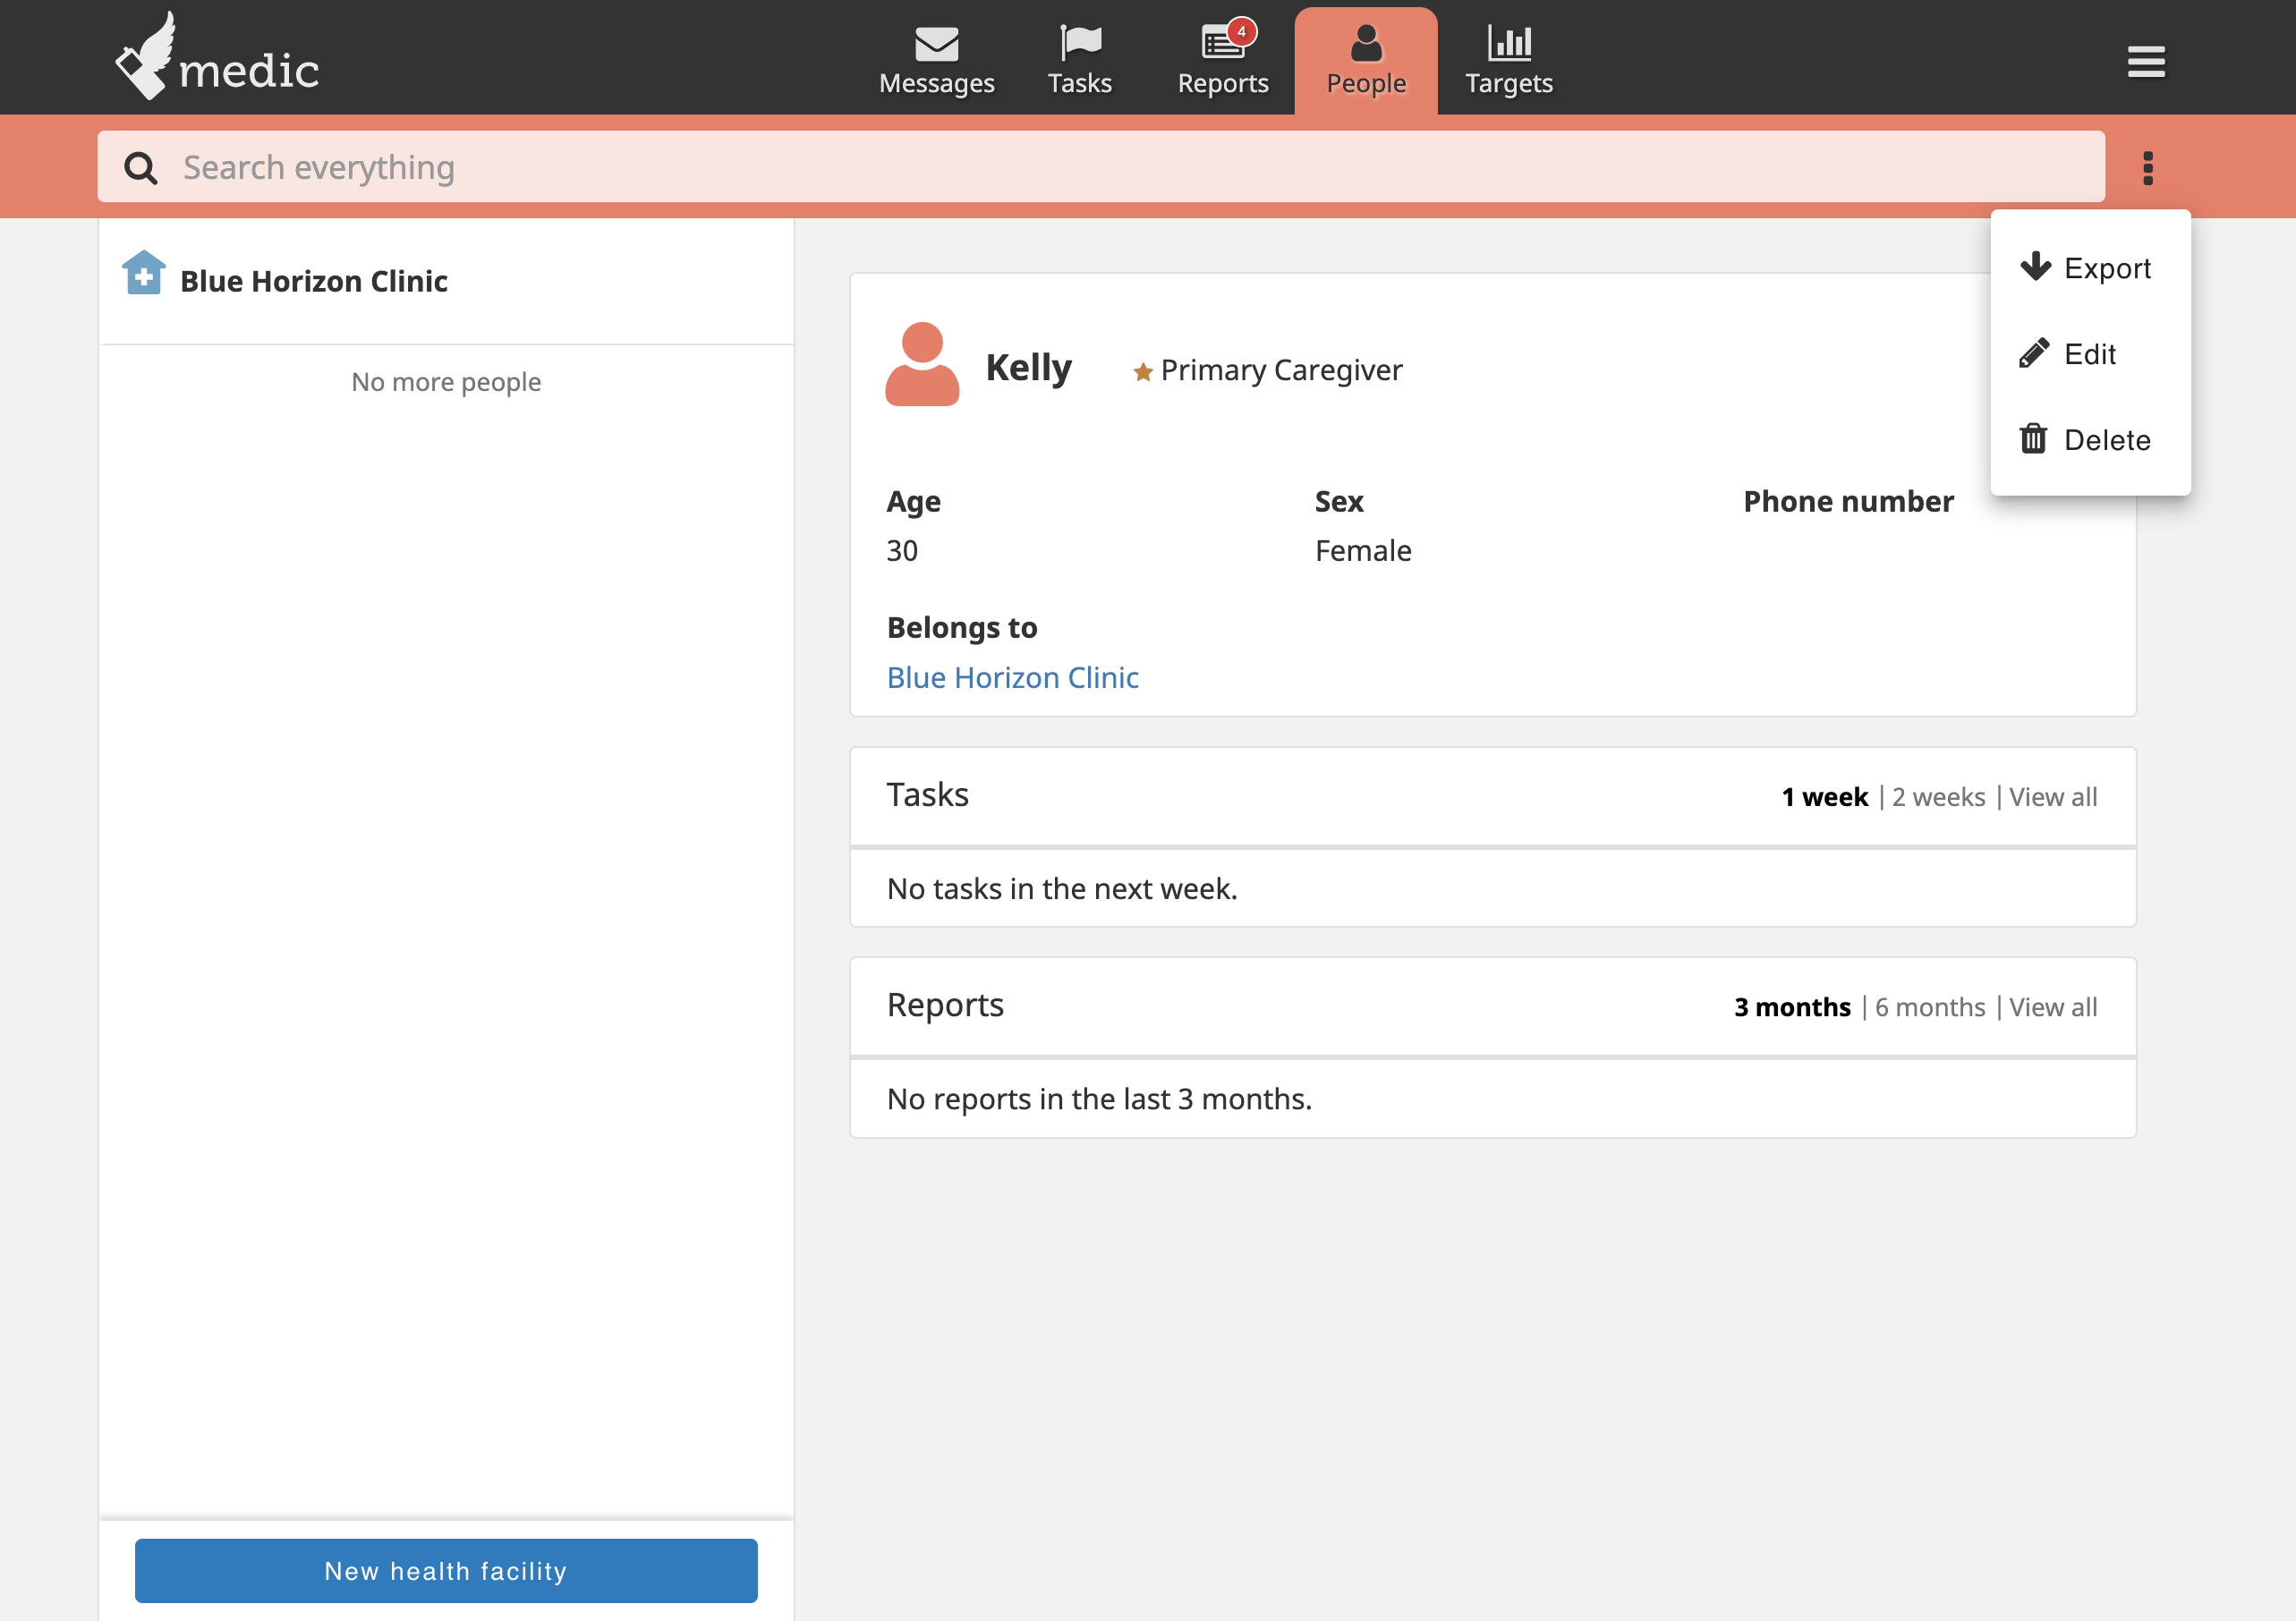 medic
Messages
Tasks
4
Reports
People
Targets
Search everything
Export
Edit
Delete
Blue Horizon Clinic
No more people
New health facility
Kelly
Primary Caregiver
Age
30
Sex
Female
Phone number
Belongs to
Blue Horizon Clinic
Tasks
1 week | 2 weeks | View all
No tasks in the next week.
Reports
3 months | 6 months | View all
No reports in the last 3 months.